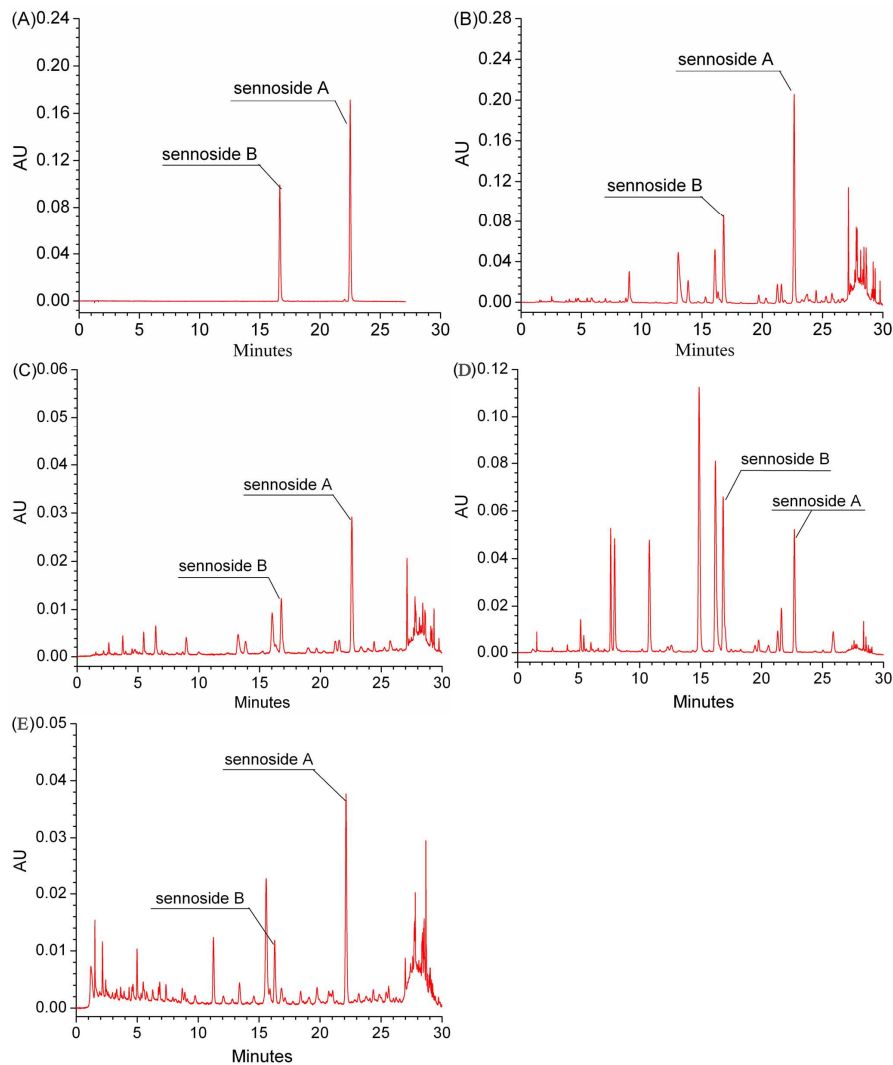 (A)
0.24
0.20
0.16
0.12
0.08
0.04
0.00
AU
sennoside A
sennoside B
0 5 10 15 20 25 30
Minutes
(B)
0.28
0.24
0.20
0.16
0.12
0.08
0.04
0.00
AU
sennoside A
sennoside B
0 5 10 15 20 25 30
Minutes
(C)
0.06
0.05
0.04
0.03
0.02
0.01
0.00
AU
sennoside A
sennoside B
0 5 10 15 20 25 30
Minutes
(D)
0.12
0.10
0.08
0.06
0.04
0.02
0.00
AU
sennoside B
sennoside A
0 5 10 15 20 25 30
Minutes
(E)
0.05
0.04
0.03
0.02
0.01
0.00
AU
sennoside A
sennoside B
0 5 10 15 20 25 30
Minutes